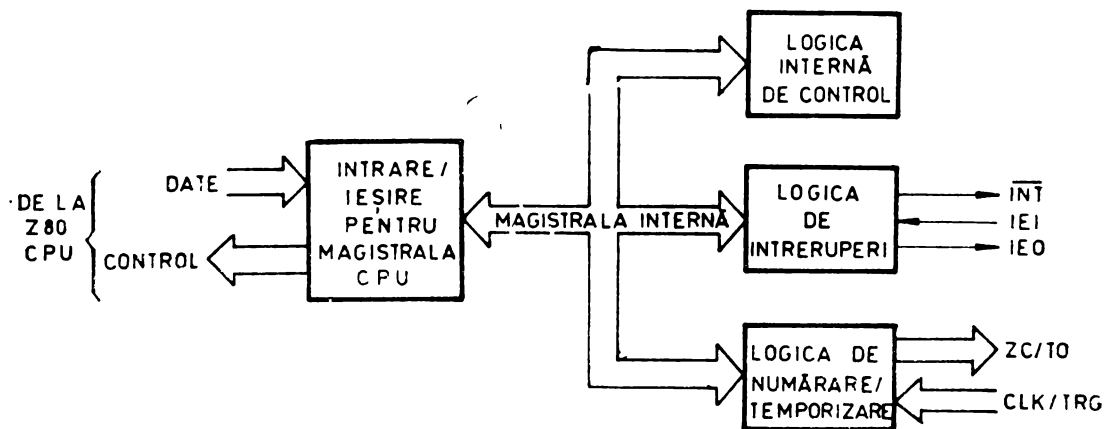 LOGICA
INTERNĂ
DE CONTROL
DE LA
Z80
CPU
DATE
CONTROL
INTRARE/
IEȘIRE
PENTRU
MAGISTRALA
CPU
MAGISTRALA INTERNĂ
LOGICA
DE
INTRERUPERI
I̅N̅T̅
IEI
IEO
LOGICA DE
NUMĂRARE/
TEMPORIZARE
ZC/TO
CLK/TRG